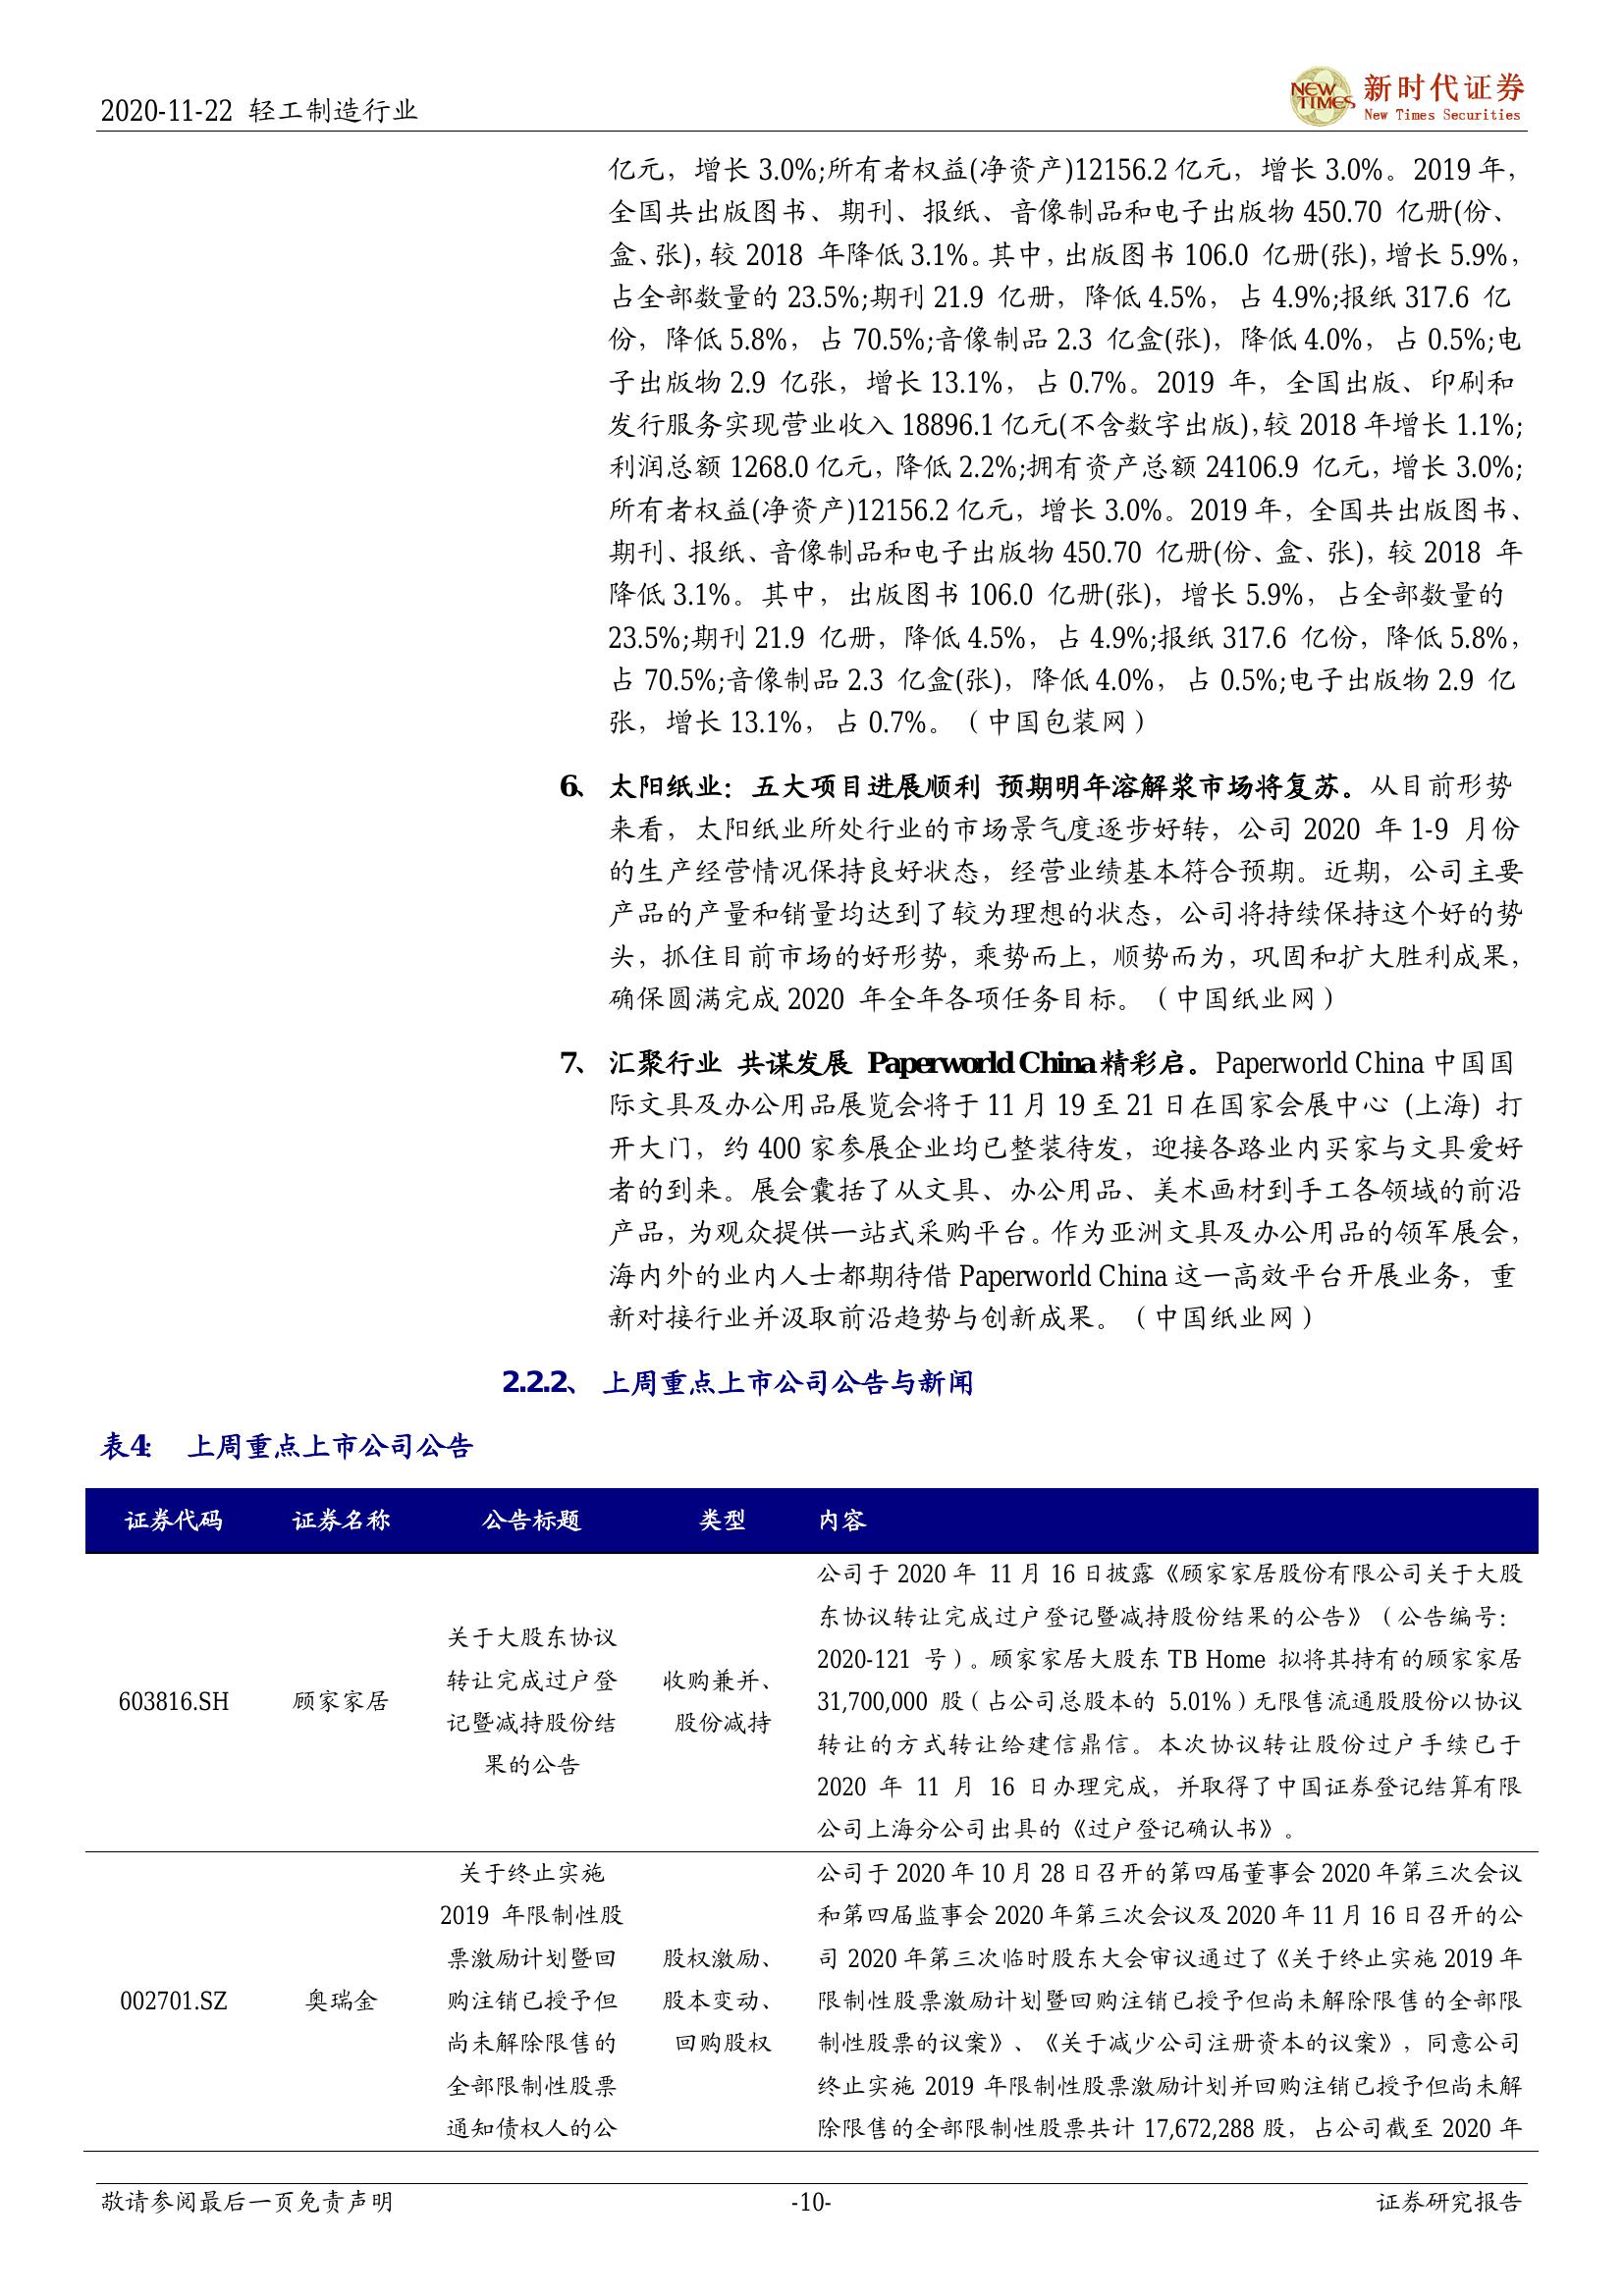 2020-11-22 轻工制造行业
NEW TIMES 新时代证券
New Times Securities
亿元，增长 3.0%;所有者权益(净资产)12156.2 亿元，增长 3.0%。2019 年，
全国共出版图书、期刊、报纸、音像制品和电子出版物 450.70 亿册(份、
盒、张)，较 2018 年降低 3.1%。其中，出版图书 106.0 亿册(张)，增长 5.9%，
占全部数量的 23.5%;期刊 21.9 亿册，降低 4.5%，占 4.9%;报纸 317.6 亿
份，降低 5.8%，占 70.5%;音像制品 2.3 亿盒(张)，降低 4.0%，占 0.5%;电
子出版物 2.9 亿张，增长 13.1%，占 0.7%。2019 年，全国出版、印刷和
发行服务实现营业收入 18896.1 亿元(不含数字出版)，较 2018 年增长 1.1%;
利润总额 1268.0 亿元，降低 2.2%;拥有资产总额 24106.9 亿元，增长 3.0%;
所有者权益(净资产)12156.2 亿元，增长 3.0%。2019 年，全国共出版图书、
期刊、报纸、音像制品和电子出版物 450.70 亿册(份、盒、张)，较 2018 年
降低 3.1%。其中，出版图书 106.0 亿册(张)，增长 5.9%，占全部数量的
23.5%;期刊 21.9 亿册，降低 4.5%，占 4.9%;报纸 317.6 亿份，降低 5.8%，
占 70.5%;音像制品 2.3 亿盒(张)，降低 4.0%，占 0.5%;电子出版物 2.9 亿
张，增长 13.1%，占 0.7%。（中国包装网）
6、 太阳纸业：五大项目进展顺利 预期明年溶解浆市场将复苏。从目前形势
来看，太阳纸业所处行业的市场景气度逐步好转，公司 2020 年 1-9 月份
的生产经营情况保持良好状态，经营业绩基本符合预期。近期，公司主要
产品的产量和销量均达到了较为理想的状态，公司将持续保持这个好的势
头，抓住目前市场的好形势，乘势而上，顺势而为，巩固和扩大胜利成果，
确保圆满完成 2020 年全年各项任务目标。（中国纸业网）
7、 汇聚行业 共谋发展 Paperworld China 精彩启。Paperworld China 中国国
际文具及办公用品展览会将于 11 月 19 至 21 日在国家会展中心 (上海) 打
开大门，约 400 家参展企业均已整装待发，迎接各路业内买家与文具爱好
者的到来。展会囊括了从文具、办公用品、美术画材到手工各领域的前沿
产品，为观众提供一站式采购平台。作为亚洲文具及办公用品的领军展会，
海内外的业内人士都期待借 Paperworld China 这一高效平台开展业务，重
新对接行业并汲取前沿趋势与创新成果。（中国纸业网）
2.2.2、 上周重点上市公司公告与新闻
表4： 上周重点上市公司公告
证券代码 证券名称 公告标题 类型 内容
603816.SH
顾家家居
关于大股东协议
转让完成过户登
记暨减持股份结
果的公告
收购兼并、
股份减持
公司于 2020 年 11 月 16 日披露《顾家家居股份有限公司关于大股
东协议转让完成过户登记暨减持股份结果的公告》（公告编号：
2020-121 号）。顾家家居大股东 TB Home 拟将其持有的顾家家居
31,700,000 股（占公司总股本的 5.01%）无限售流通股股份以协议
转让的方式转让给建信鼎信。本次协议转让股份过户手续已于
2020 年 11 月 16 日办理完成，并取得了中国证券登记结算有限
公司上海分公司出具的《过户登记确认书》。
002701.SZ
奥瑞金
关于终止实施
2019 年限制性股
票激励计划暨回
购注销已授予但
尚未解除限售的
全部限制性股票
通知债权人的公
股权激励、
股本变动、
回购股权
公司于 2020 年 10 月 28 日召开的第四届董事会 2020 年第三次会议
和第四届监事会 2020 年第三次会议及 2020 年 11 月 16 日召开的公
司 2020 年第三次临时股东大会审议通过了《关于终止实施 2019 年
限制性股票激励计划暨回购注销已授予但尚未解除限售的全部限
制性股票的议案》、《关于减少公司注册资本的议案》，同意公司
终止实施 2019 年限制性股票激励计划并回购注销已授予但尚未解
除限售的全部限制性股票共计 17,672,288 股，占公司截至 2020 年
敬请参阅最后一页免责声明 -10- 证券研究报告